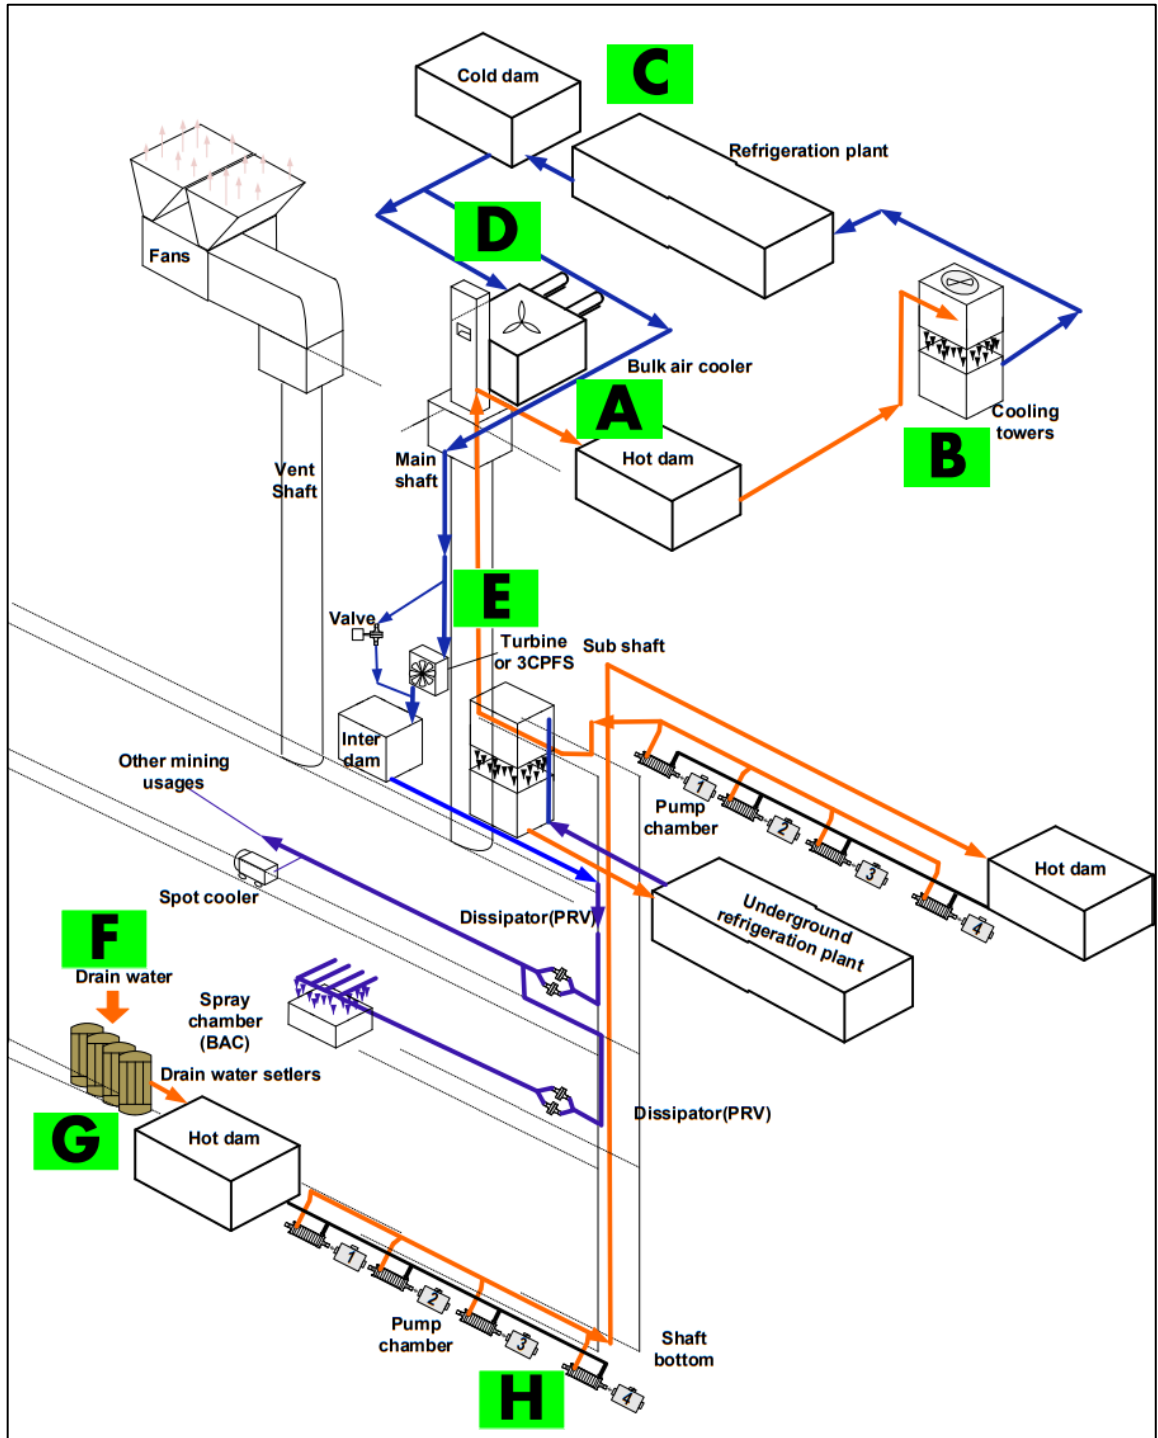 Cold dam
C
Refrigeration plant
D
Fans
Bulk air cooler
A
Cooling
towers
B
Hot dam
Main
shaft
Vent
Shaft
E
Valve
Turbine
or 3CPFS
Sub shaft
Inter
dam
Other mining
usages
1
2
3
4
Pump
chamber
Hot dam
Spot cooler
Dissipator(PRV)
Underground
refrigeration plant
F
Drain water
Spray
chamber
(BAC)
Drain water setlers
Dissipator(PRV)
G
Hot dam
1
2
3
4
Pump
chamber
Shaft
bottom
H